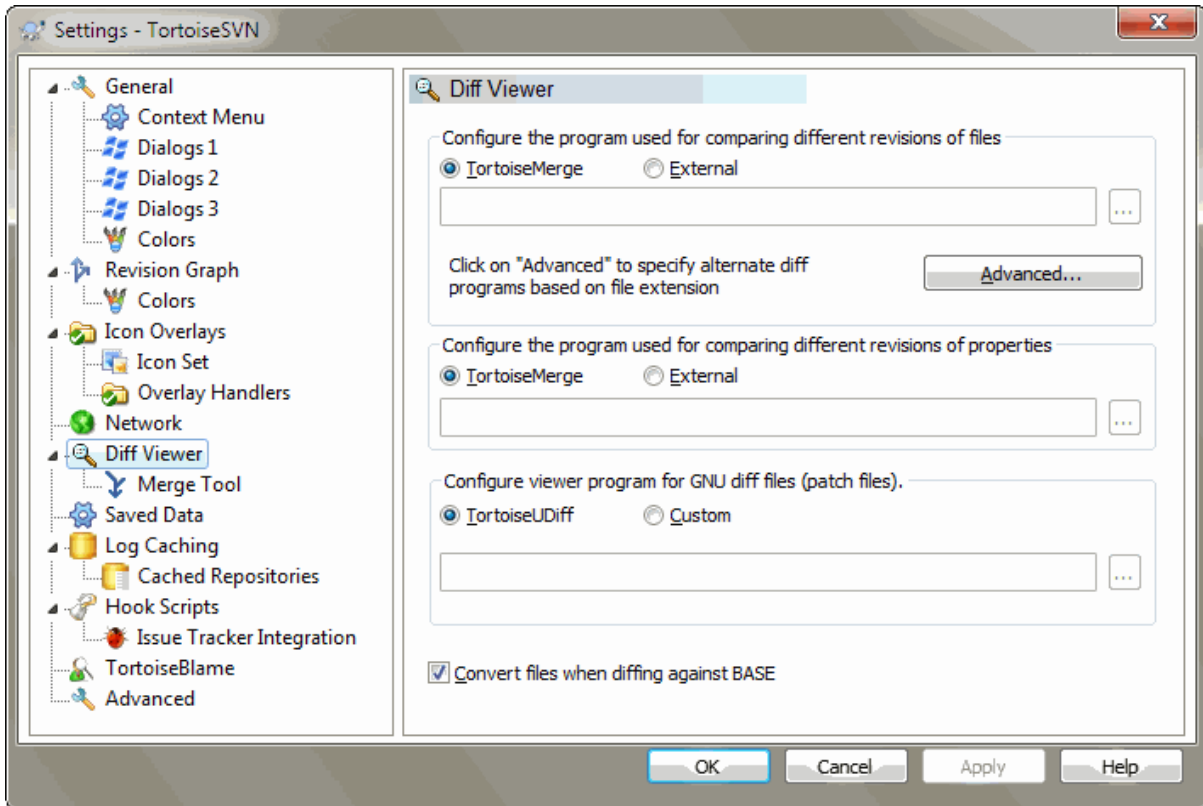 Settings - TortoiseSVN
General
Context Menu
Dialogs 1
Dialogs 2
Dialogs 3
Colors
Revision Graph
Colors
Icon Overlays
Icon Set
Overlay Handlers
Network
Diff Viewer
Merge Tool
Saved Data
Log Caching
Cached Repositories
Hook Scripts
Issue Tracker Integration
TortoiseBlame
Advanced
Diff Viewer
Configure the program used for comparing different revisions of files
TortoiseMerge External
...
Click on "Advanced" to specify alternate diff
programs based on file extension
Advanced...
Configure the program used for comparing different revisions of properties
TortoiseMerge External
...
Configure viewer program for GNU diff files (patch files).
TortoiseUDiff Custom
...
Convert files when diffing against BASE
OK Cancel Apply Help